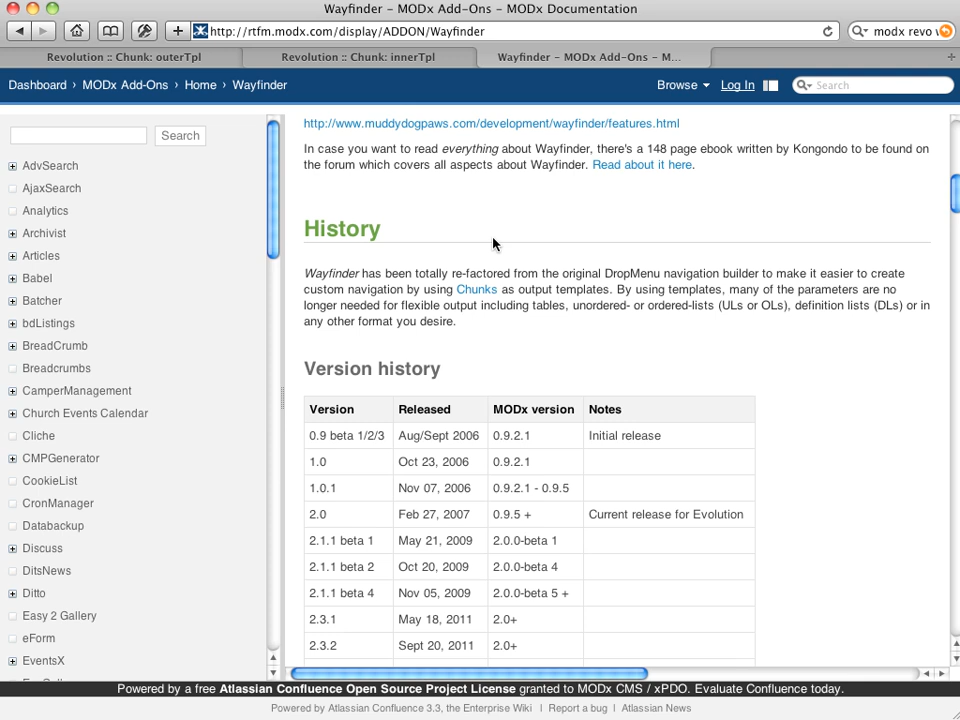 Wayfinder – MODx Add-Ons – MODx Documentation
http://rtfm.modx.com/display/ADDON/Wayfinder
modx revo
Revolution :: Chunk: outerTpl
Revolution :: Chunk: innerTpl
Wayfinder – MODx Add-Ons – M...
Dashboard › MODx Add-Ons › Home › Wayfinder
Browse
Log In
Search
Search
AdvSearch
AjaxSearch
Analytics
Archivist
Articles
Babel
Batcher
bdListings
BreadCrumb
Breadcrumbs
CamperManagement
Church Events Calendar
Cliche
CMPGenerator
CookieList
CronManager
Databackup
Discuss
DitsNews
Ditto
Easy 2 Gallery
eForm
EventsX
http://www.muddydogpaws.com/development/wayfinder/features.html
In case you want to read everything about Wayfinder, there's a 148 page ebook written by Kongondo to be found on
the forum which covers all aspects about Wayfinder. Read about it here.
History
Wayfinder has been totally re-factored from the original DropMenu navigation builder to make it easier to create
custom navigation by using Chunks as output templates. By using templates, many of the parameters are no
longer needed for flexible output including tables, unordered- or ordered-lists (ULs or OLs), definition lists (DLs) or in
any other format you desire.
Version history
Version Released MODx version Notes
0.9 beta 1/2/3 Aug/Sept 2006 0.9.2.1 Initial release
1.0 Oct 23, 2006 0.9.2.1
1.0.1 Nov 07, 2006 0.9.2.1 - 0.9.5
2.0 Feb 27, 2007 0.9.5 + Current release for Evolution
2.1.1 beta 1 May 21, 2009 2.0.0-beta 1
2.1.1 beta 2 Oct 20, 2009 2.0.0-beta 4
2.1.1 beta 4 Nov 05, 2009 2.0.0-beta 5 +
2.3.1 May 18, 2011 2.0+
2.3.2 Sept 20, 2011 2.0+
Powered by a free Atlassian Confluence Open Source Project License granted to MODx CMS / xPDO. Evaluate Confluence today.
Powered by Atlassian Confluence 3.3, the Enterprise Wiki | Report a bug | Atlassian News